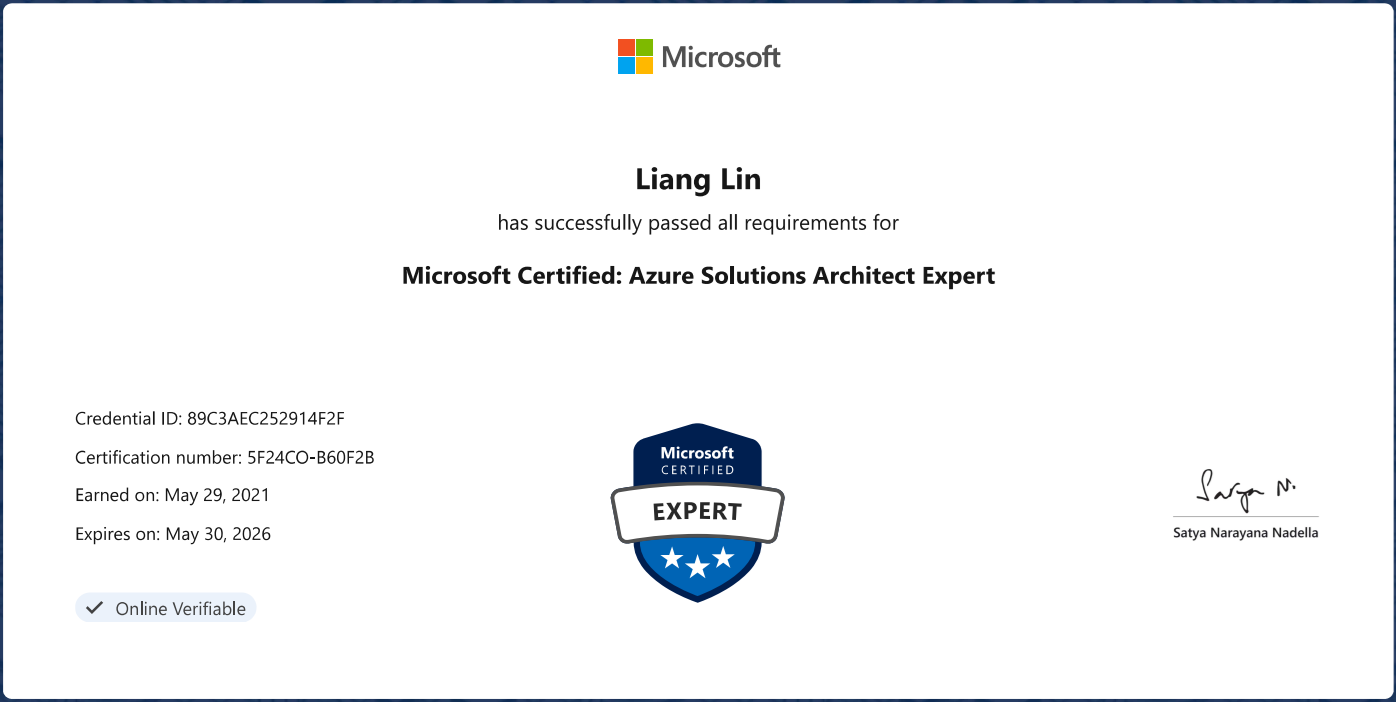 Microsoft
Liang Lin
has successfully passed all requirements for
Microsoft Certified: Azure Solutions Architect Expert
Credential ID: 89C3AEC252914F2F
Certification number: 5F24CO-B60F2B
Earned on: May 29, 2021
Expires on: May 30, 2026
Online Verifiable
Microsoft
CERTIFIED
EXPERT
Satya N.
Satya Narayana Nadella